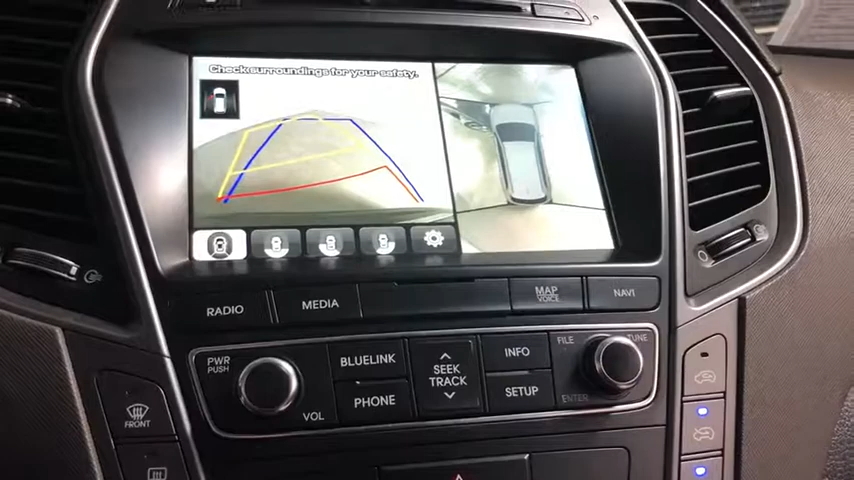 Check surroundings for your safety.
RADIO MEDIA MAP VOICE NAVI
PWR PUSH
VOL
BLUELINK
PHONE
SEEK
TRACK
INFO
SETUP
FILE
TUNE
ENTER
FRONT